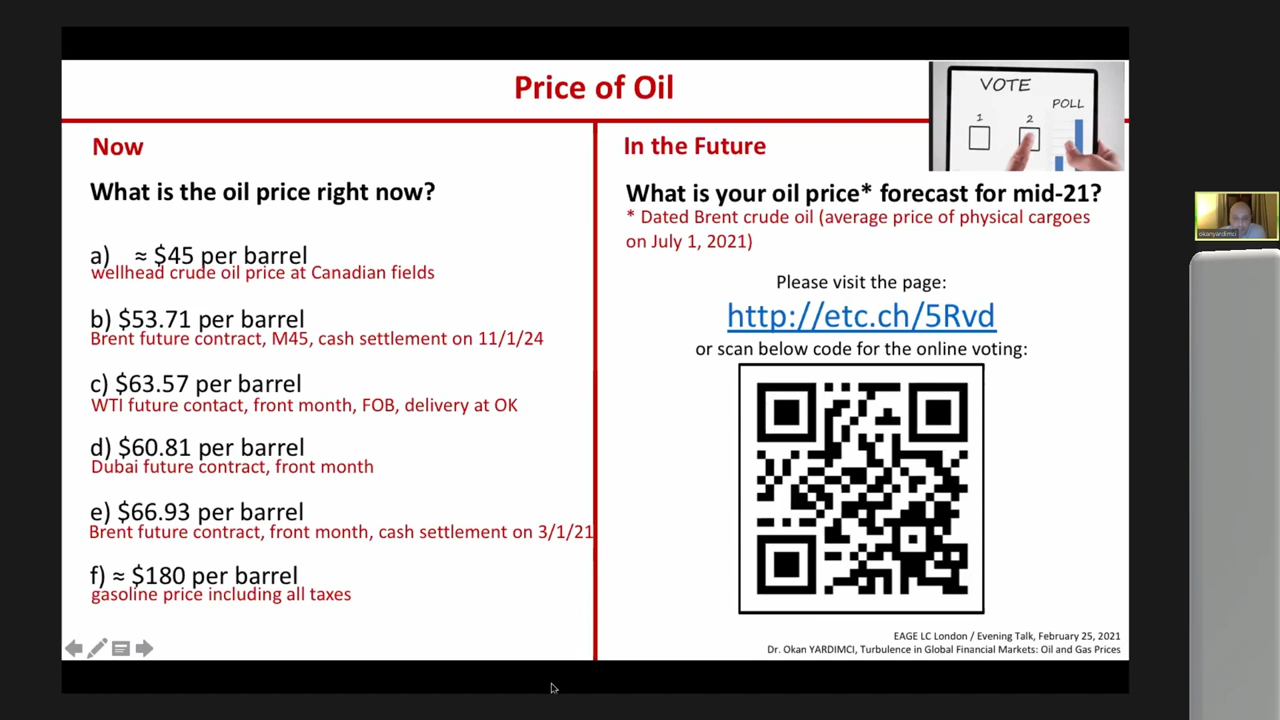 Price of Oil
VOTE
POLL
1
2
Now
What is the oil price right now?
a) ≈ $45 per barrel
wellhead crude oil price at Canadian fields
b) $53.71 per barrel
Brent future contract, M45, cash settlement on 11/1/24
c) $63.57 per barrel
WTI future contact, front month, FOB, delivery at OK
d) $60.81 per barrel
Dubai future contract, front month
e) $66.93 per barrel
Brent future contract, front month, cash settlement on 3/1/21
f) ≈ $180 per barrel
gasoline price including all taxes
In the Future
What is your oil price* forecast for mid-21?
* Dated Brent crude oil (average price of physical cargoes
on July 1, 2021)
Please visit the page:
http://etc.ch/5Rvd
or scan below code for the online voting:
EAGE LC London / Evening Talk, February 25, 2021
Dr. Okan YARDIMCI, Turbulence in Global Financial Markets: Oil and Gas Prices
okanyardimci